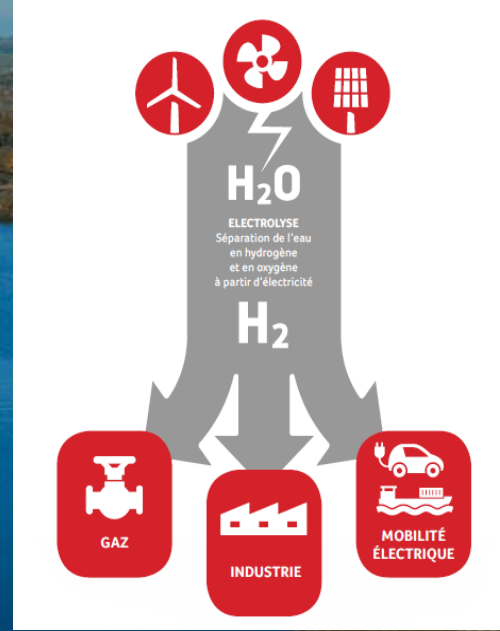 H₂O
ELECTROLYSE
Séparation de l'eau
en hydrogène
et en oxygène
à partir d'électricité
H₂
GAZ
INDUSTRIE
MOBILITÉ
ÉLECTRIQUE